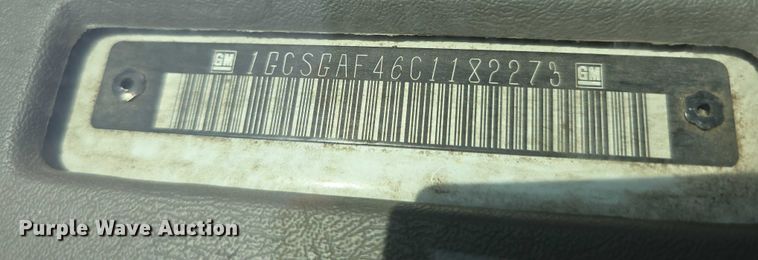 GM 1GCSGAF46C1182273 GM
Purple Wave Auction